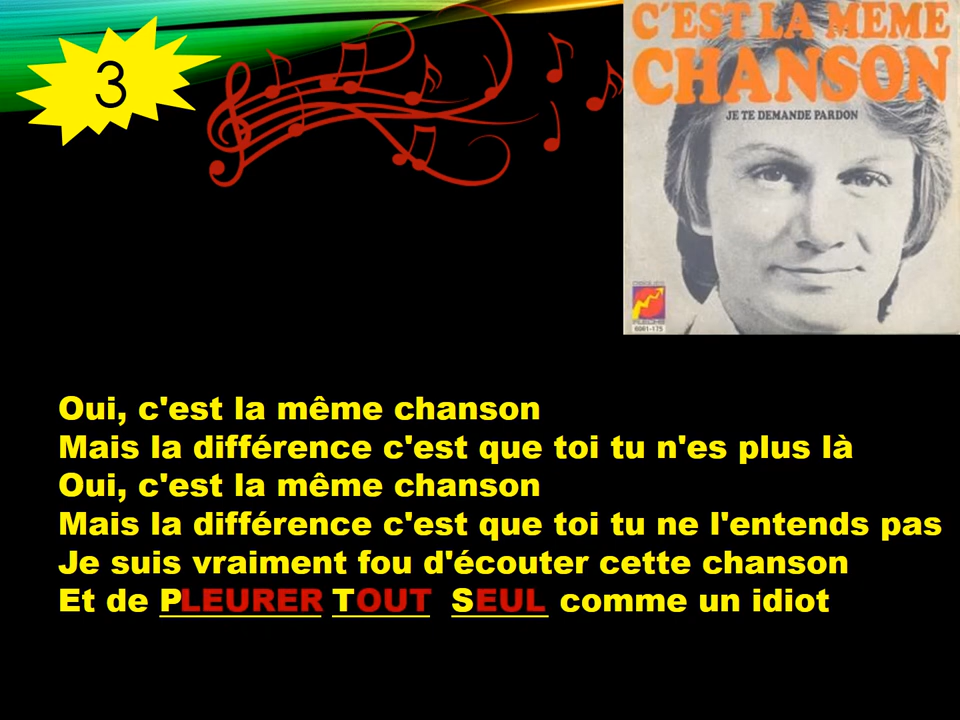 3
C'EST LA MEME
CHANSON
JE TE DEMANDE PARDON
6061-175
Oui, c'est la même chanson
Mais la différence c'est que toi tu n'es plus là
Oui, c'est la même chanson
Mais la différence c'est que toi tu ne l'entends pas
Je suis vraiment fou d'écouter cette chanson
Et de PLEURER TOUT SEUL comme un idiot